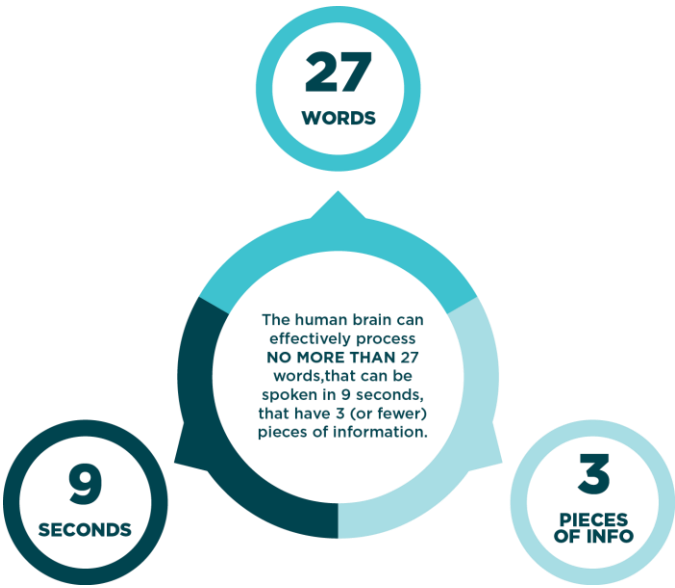 27
WORDS
The human brain can
effectively process
NO MORE THAN 27
words,that can be
spoken in 9 seconds,
that have 3 (or fewer)
pieces of information.
9
SECONDS
3
PIECES
OF INFO